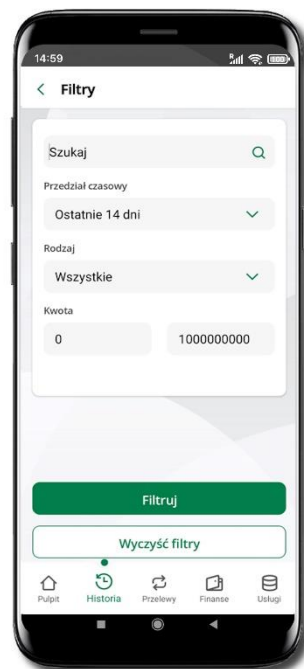 14:59
Filtry
Szukaj
Przedział czasowy
Ostatnie 14 dni
Rodzaj
Wszystkie
Kwota
0 1000000000
Filtruj
Wyczyść filtry
Pulpit Historia Przelewy Finanse Usługi